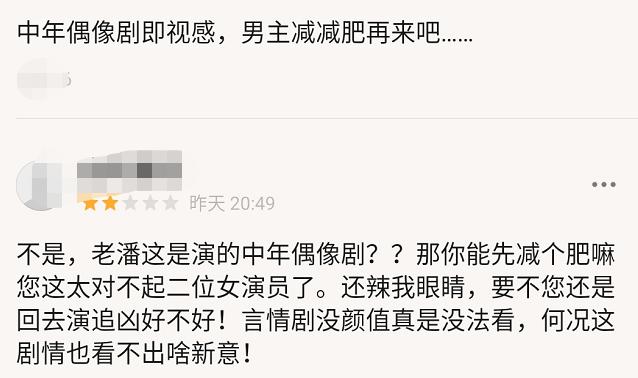 中年偶像剧即视感，男主减减肥再来吧……
昨天 20:49
不是，老潘这是演的中年偶像剧？？那你能先减个肥嘛
您这太对不起二位女演员了。还辣我眼睛，要不您还是
回去演追凶好不好！言情剧没颜值真是没法看，何况这
剧情也看不出啥新意！